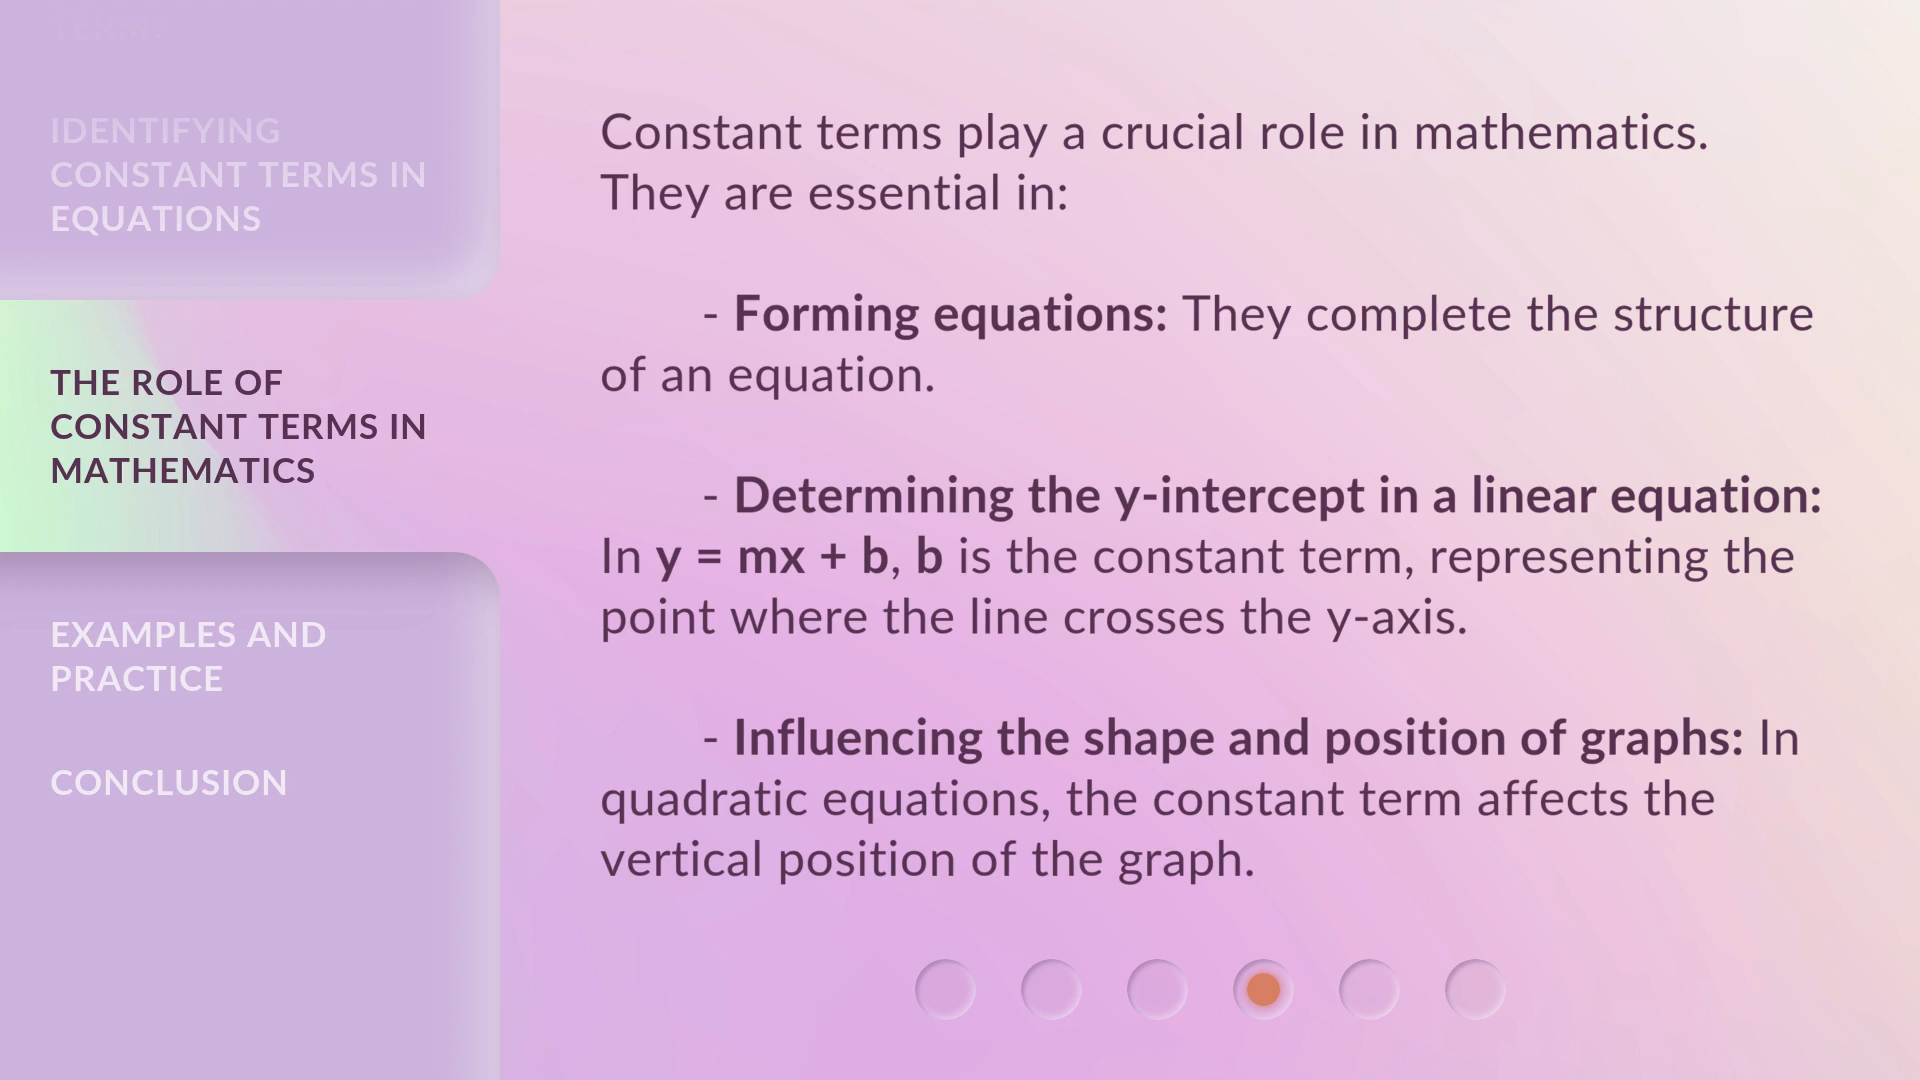 IDENTIFYING
CONSTANT TERMS IN
EQUATIONS
THE ROLE OF
CONSTANT TERMS IN
MATHEMATICS
EXAMPLES AND
PRACTICE
CONCLUSION
Constant terms play a crucial role in mathematics.
They are essential in:
- Forming equations: They complete the structure
of an equation.
- Determining the y-intercept in a linear equation:
In y = mx + b, b is the constant term, representing the
point where the line crosses the y-axis.
- Influencing the shape and position of graphs: In
quadratic equations, the constant term affects the
vertical position of the graph.